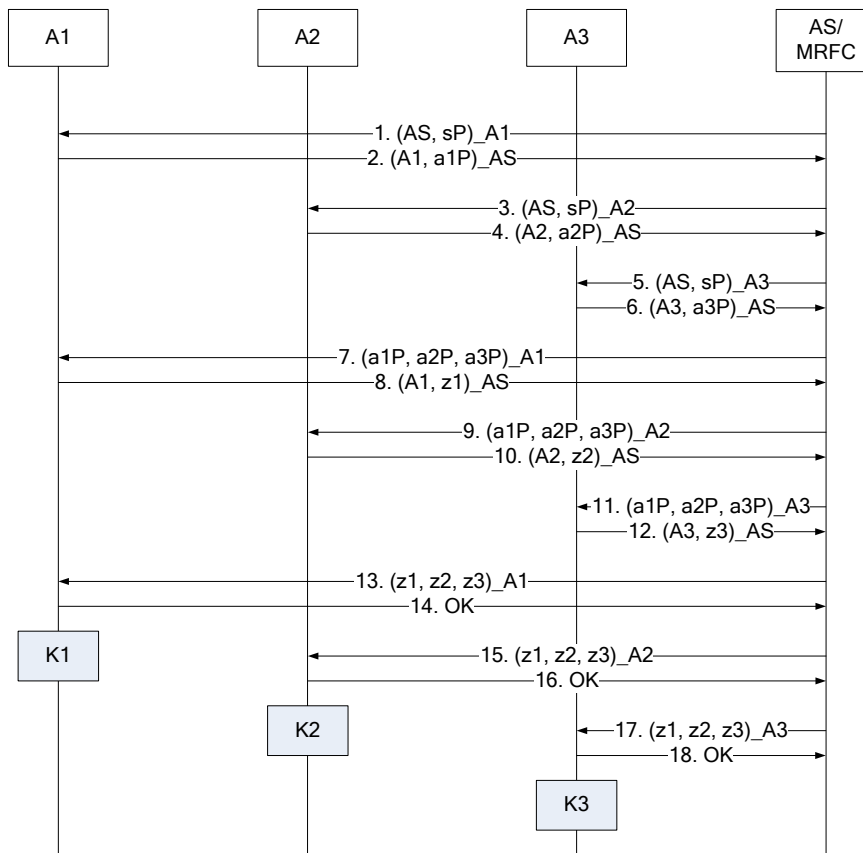 A1
A2
A3
AS/
MRFC
1. (AS, sP)_A1
2. (A1, a1P)_AS
3. (AS, sP)_A2
4. (A2, a2P)_AS
5. (AS, sP)_A3
6. (A3, a3P)_AS
7. (a1P, a2P, a3P)_A1
8. (A1, z1)_AS
9. (a1P, a2P, a3P)_A2
10. (A2, z2)_AS
11. (a1P, a2P, a3P)_A3
12. (A3, z3)_AS
13. (z1, z2, z3)_A1
14. OK
K1
15. (z1, z2, z3)_A2
16. OK
K2
17. (z1, z2, z3)_A3
18. OK
K3